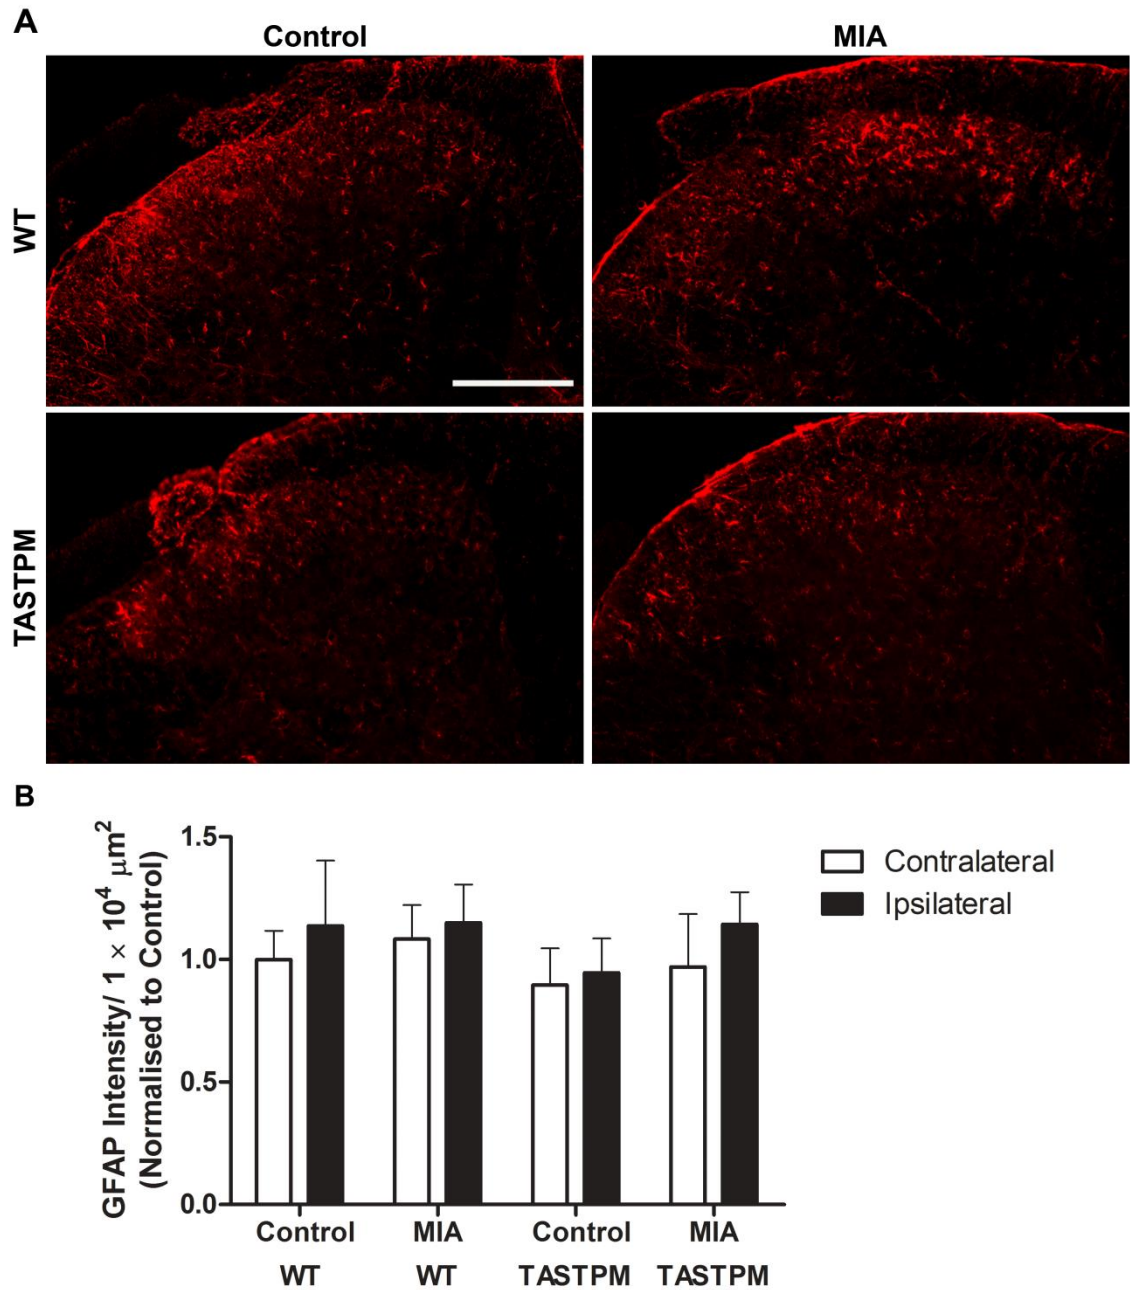 A
Control
MIA
WT
TASTPM
B
GFAP Intensity/ 1 × 10⁴ μm²
(Normalised to Control)
1.5
1.0
0.5
0.0
Contralateral
Ipsilateral
Control MIA Control MIA
WT WT TASTPM TASTPM